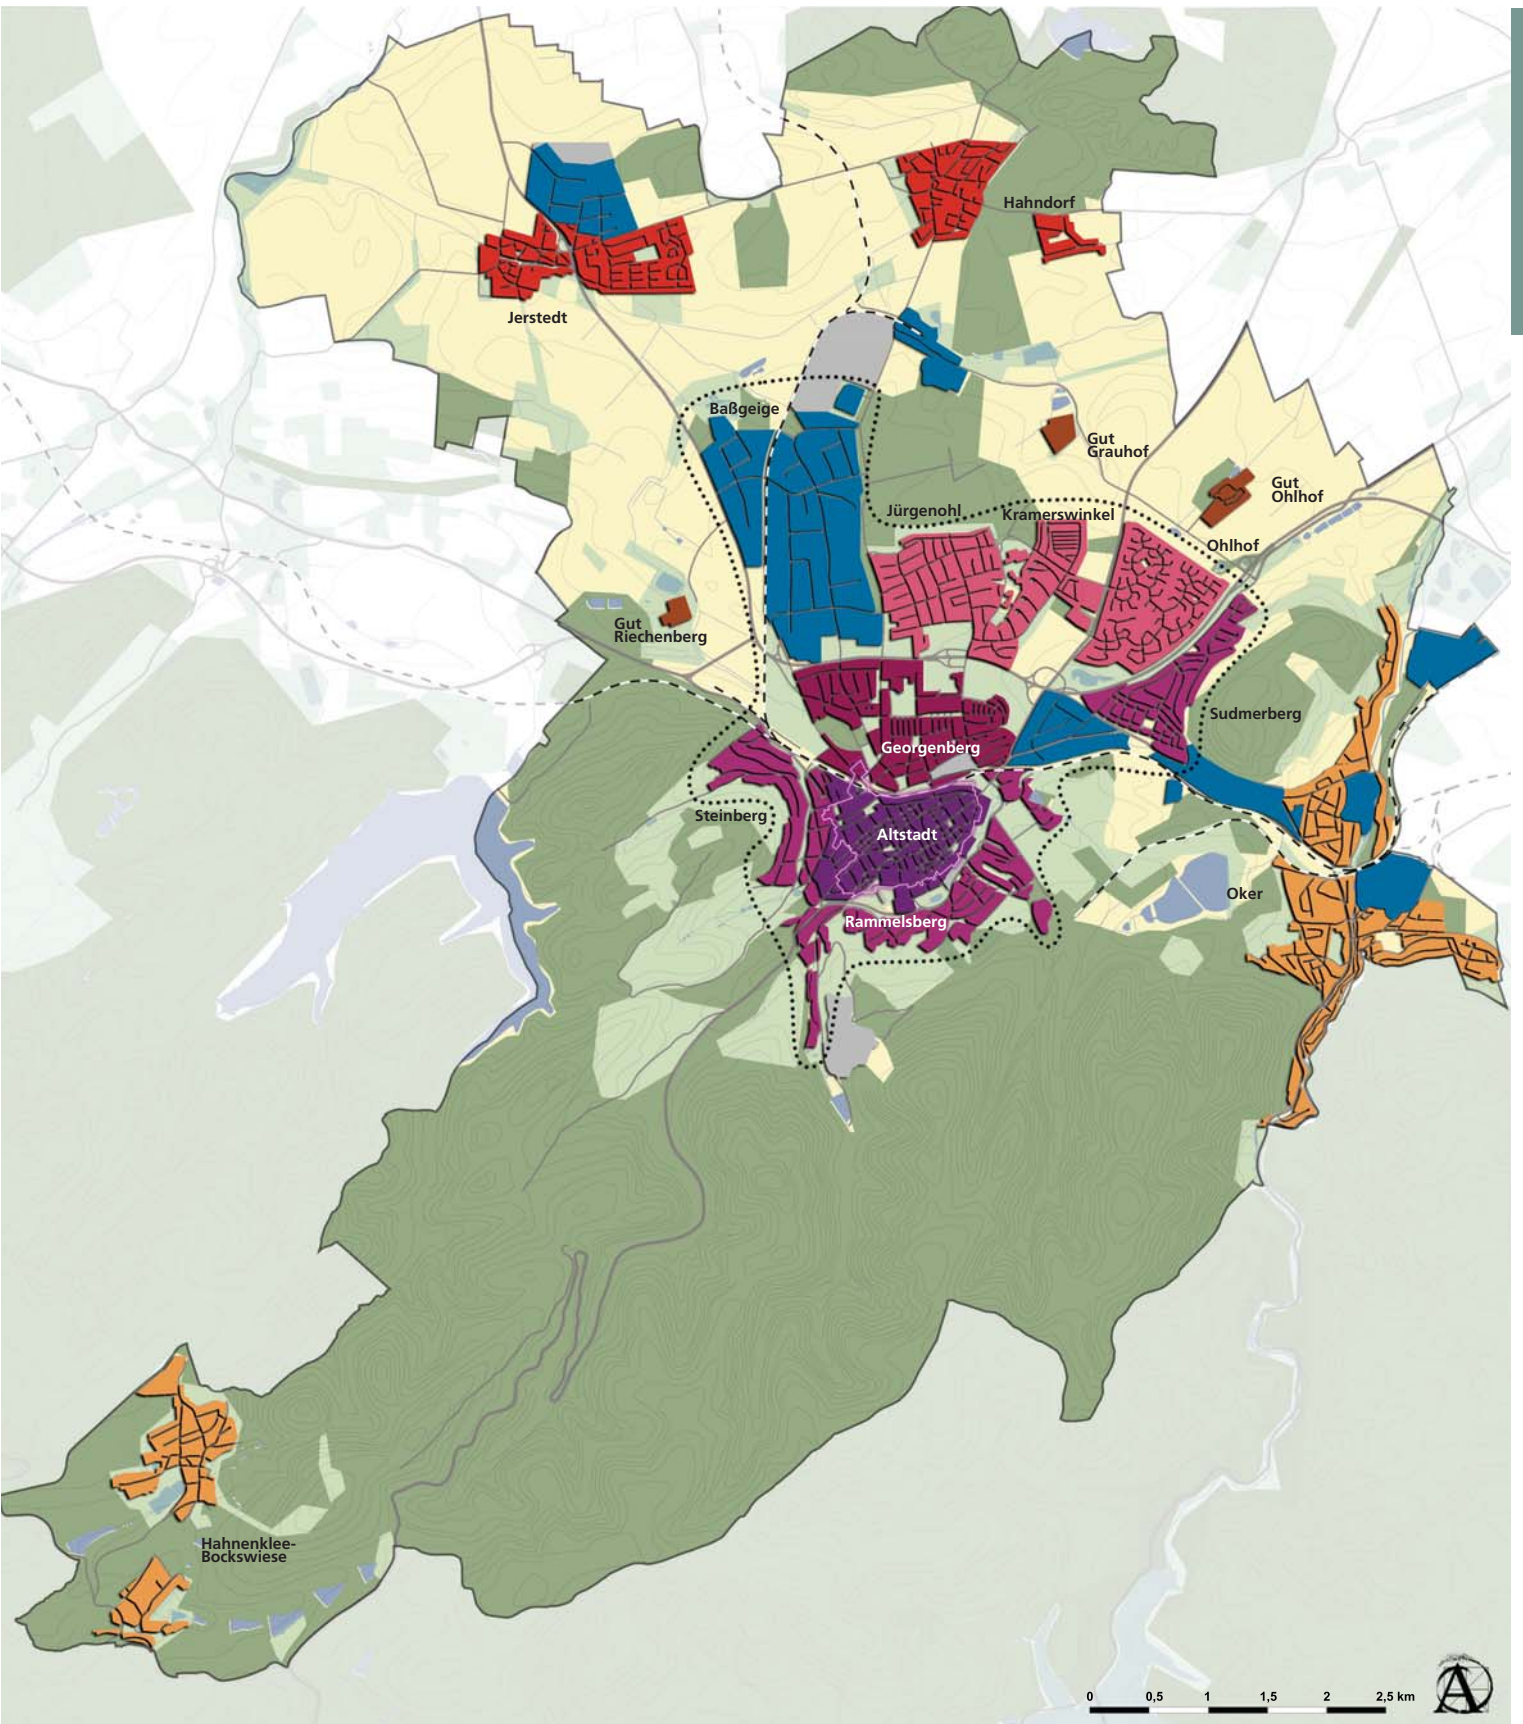 Hahndorf
Jerstedt
Baßgeige
Gut
Grauhof
Gut
Ohlhof
Jürgenohl
Kramerswinkel
Ohlhof
Gut
Riechenberg
Sudmerberg
Georgenberg
Steinberg
Altstadt
Oker
Rammelsberg
Hahnenklee-
Bockswiese
0 0,5 1 1,5 2 2,5 km
A